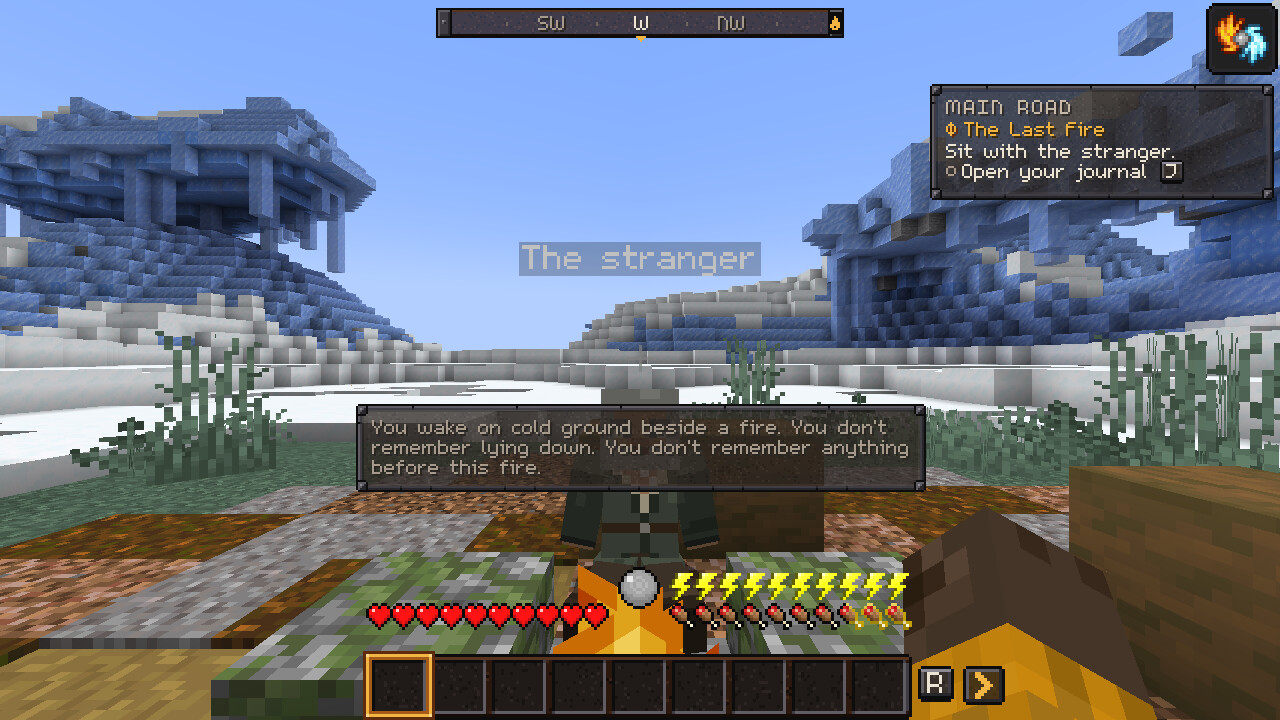 SW W NW
MAIN ROAD
The Last Fire
Sit with the stranger.
Open your journal J
The stranger
You wake on cold ground beside a fire. You don't
remember lying down. You don't remember anything
before this fire.
R